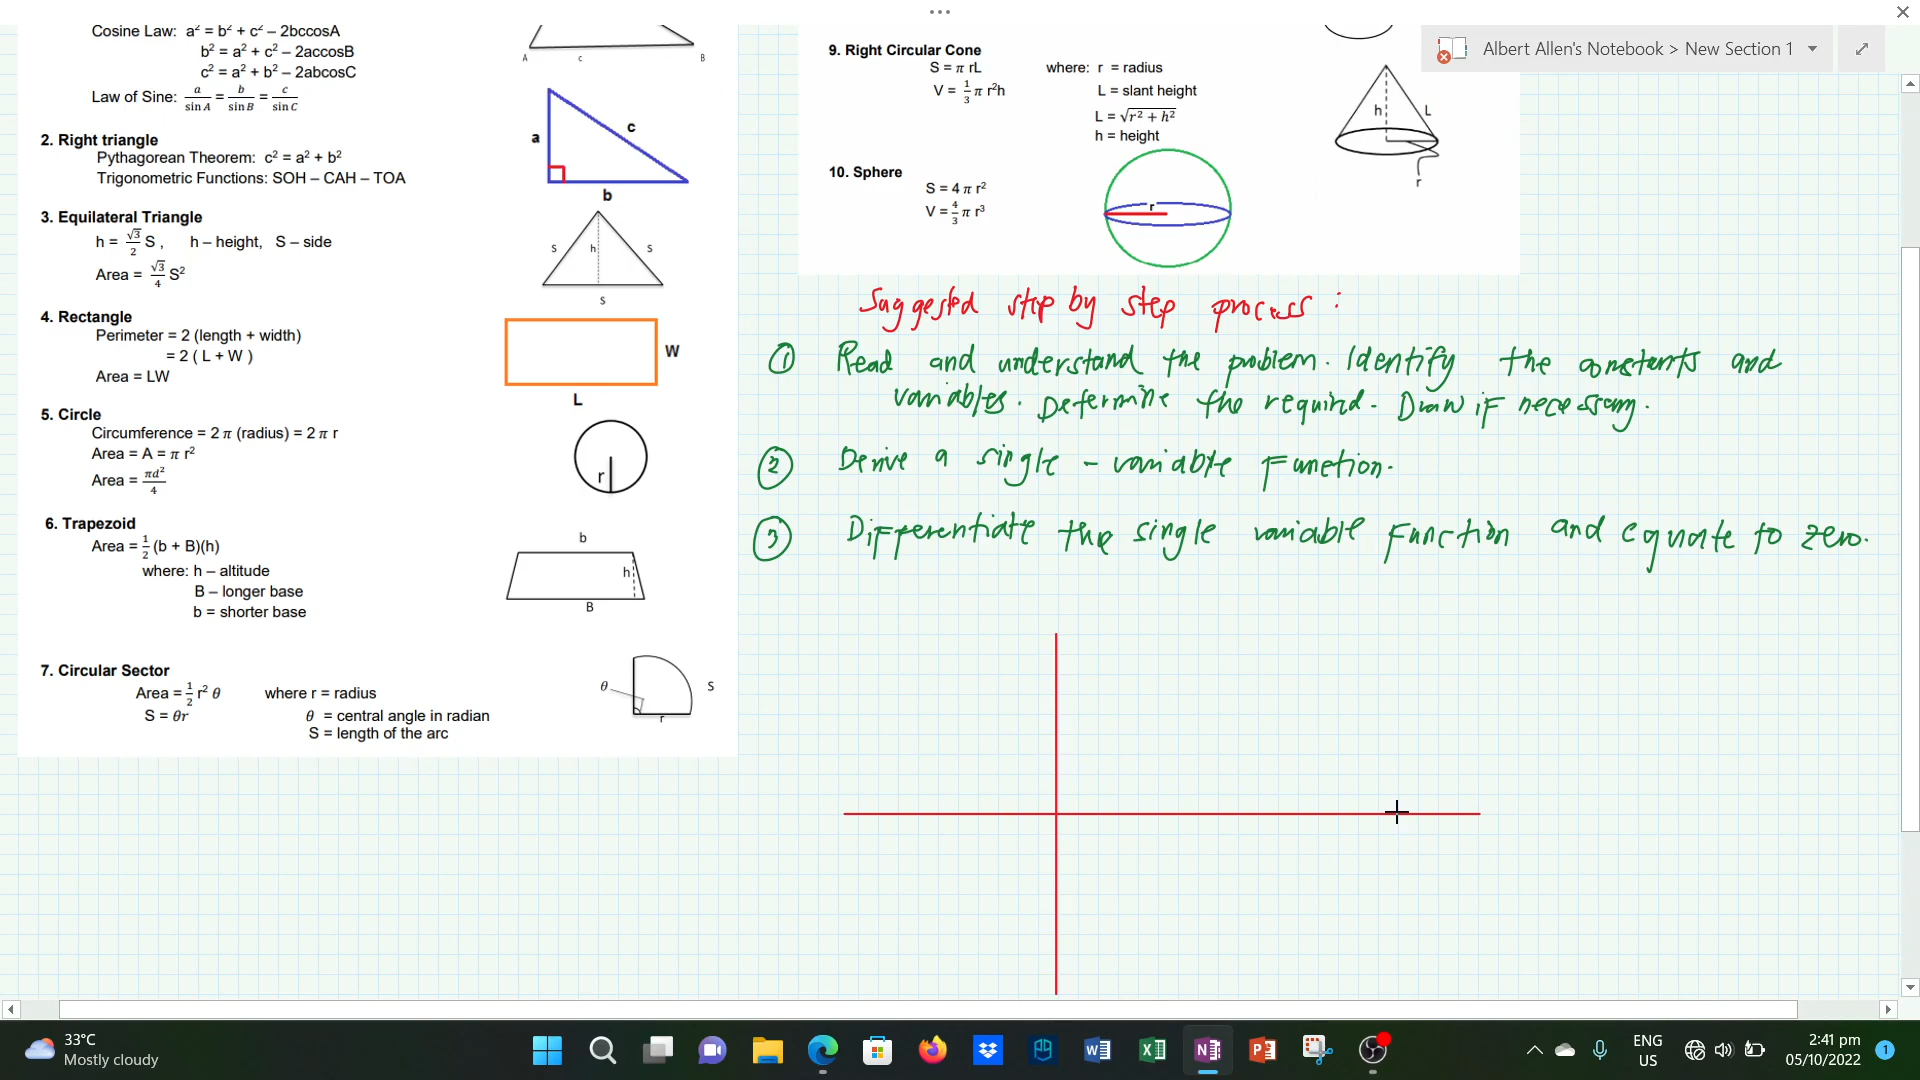 Albert Allen's Notebook > New Section 1
Cosine Law: a² = b² + c² – 2bccosA
b² = a² + c² – 2accosB
c² = a² + b² – 2abcosC
Law of Sine: a/sin A = b/sin B = c/sin C
A c B
2. Right triangle
Pythagorean Theorem: c² = a² + b²
Trigonometric Functions: SOH – CAH – TOA
a
c
b
3. Equilateral Triangle
h = √3/2 S , h – height, S – side
Area = √3/4 S²
S h S
S
4. Rectangle
Perimeter = 2 (length + width)
= 2 ( L + W )
Area = LW
W
L
5. Circle
Circumference = 2 π (radius) = 2 π r
Area = A = π r²
Area = πd²/4
r
6. Trapezoid
Area = 1/2 (b + B)(h)
where: h – altitude
B – longer base
b = shorter base
b
h
B
7. Circular Sector
Area = 1/2 r² θ where r = radius
S = θr θ = central angle in radian
S = length of the arc
θ S
r
9. Right Circular Cone
S = π rL where: r = radius
V = 1/3 π r²h L = slant height
L = √r² + h²
h = height
h L
r
10. Sphere
S = 4 π r²
V = 4/3 π r³
r
Suggested step by step process :
① Read and understand the problem. Identify the constants and
variables. Determine the required. Draw if necessary.
② Derive a single - variable function.
③ Differentiate the single variable function and equate to zero.
33°C
Mostly cloudy
ENG
US
2:41 pm
05/10/2022
1